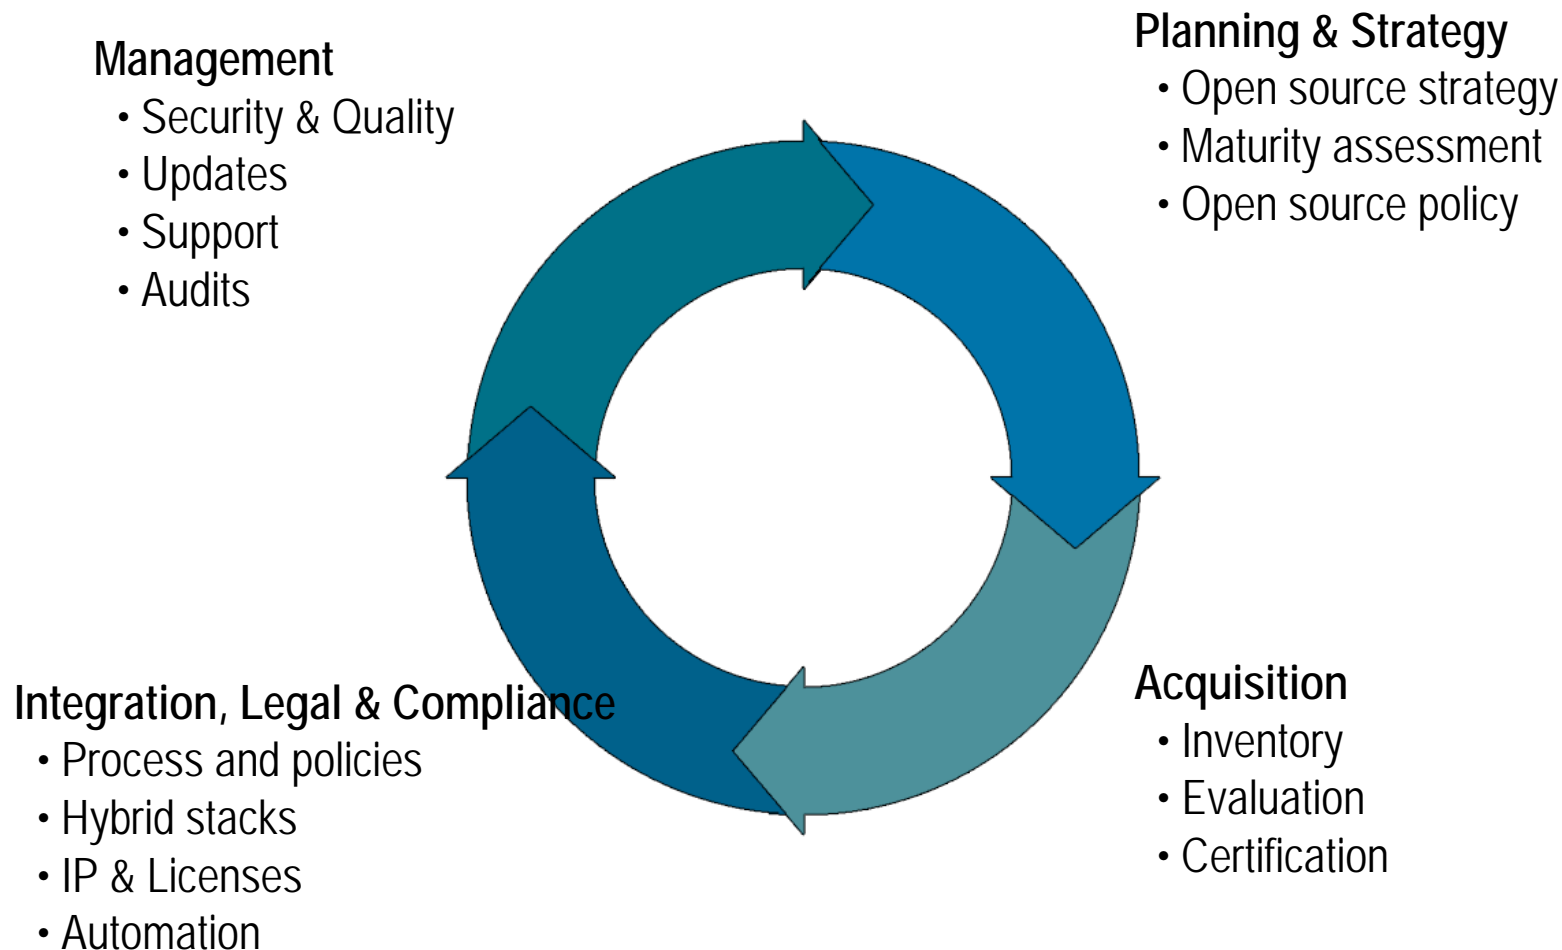 Management
• Security & Quality
• Updates
• Support
• Audits
Planning & Strategy
• Open source strategy
• Maturity assessment
• Open source policy
Integration, Legal & Compliance
• Process and policies
• Hybrid stacks
• IP & Licenses
• Automation
Acquisition
• Inventory
• Evaluation
• Certification